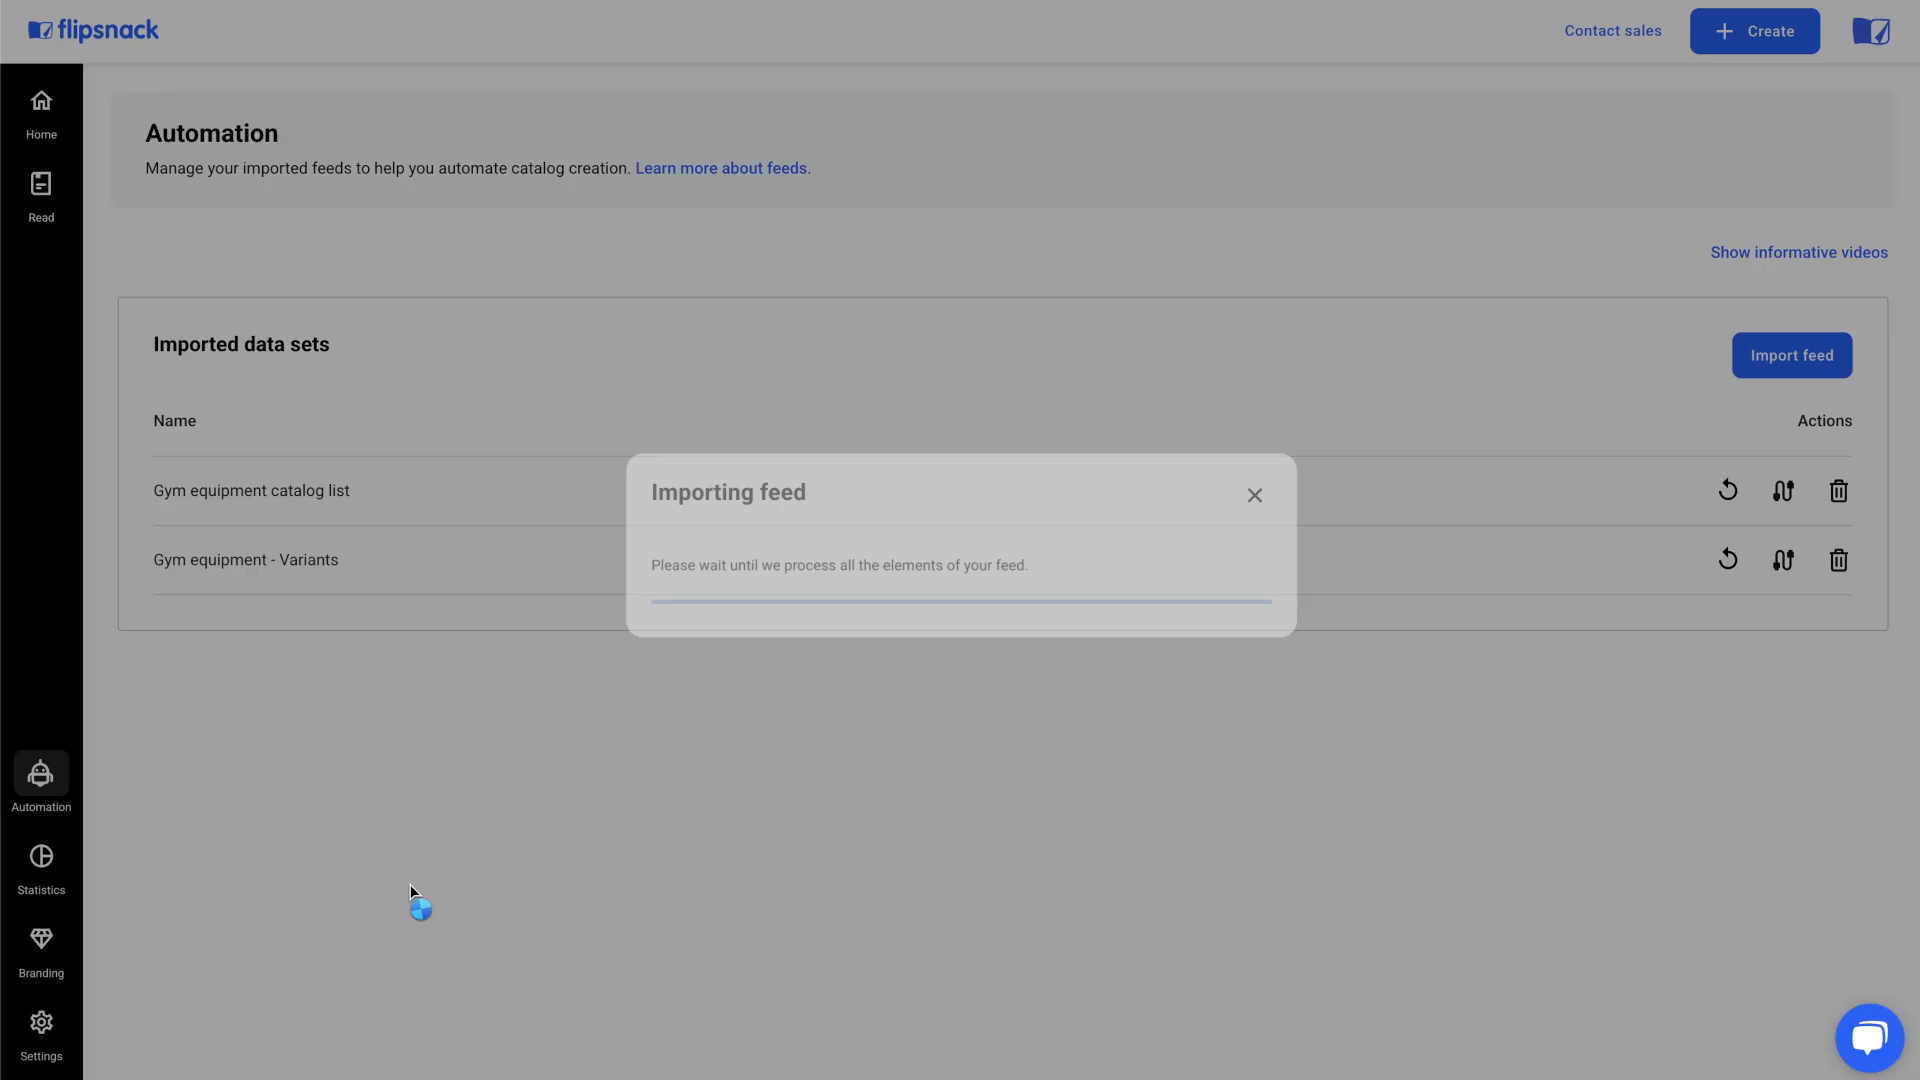 flipsnack
Contact sales
Create
Home
Read
Automation
Statistics
Branding
Settings
Automation
Manage your imported feeds to help you automate catalog creation. Learn more about feeds.
Show informative videos
Imported data sets
Import feed
Name
Actions
Gym equipment catalog list
Gym equipment - Variants
Importing feed
Please wait until we process all the elements of your feed.